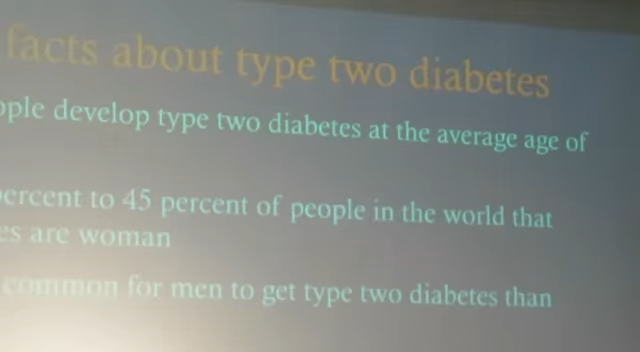 facts about type two diabetes
ople develop type two diabetes at the average age of
percent to 45 percent of people in the world that
es are woman
common for men to get type two diabetes than